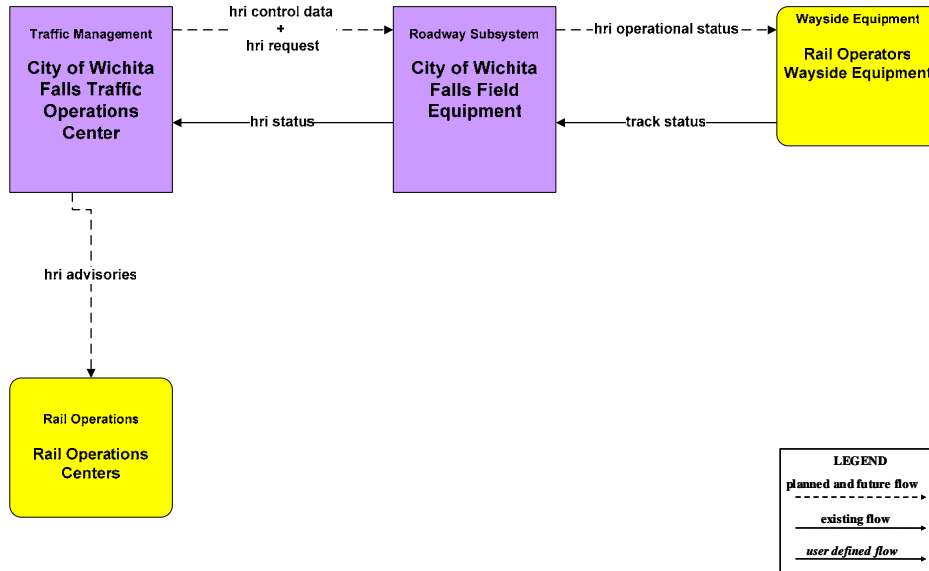 Traffic Management
City of Wichita
Falls Traffic
Operations
Center
hri control data
+
hri request
hri status
Roadway Subsystem
City of Wichita
Falls Field
Equipment
hri operational status
track status
Wayside Equipment
Rail Operators
Wayside Equipment
hri advisories
Rail Operations
Rail Operations
Centers
LEGEND
planned and future flow
existing flow
user defined flow